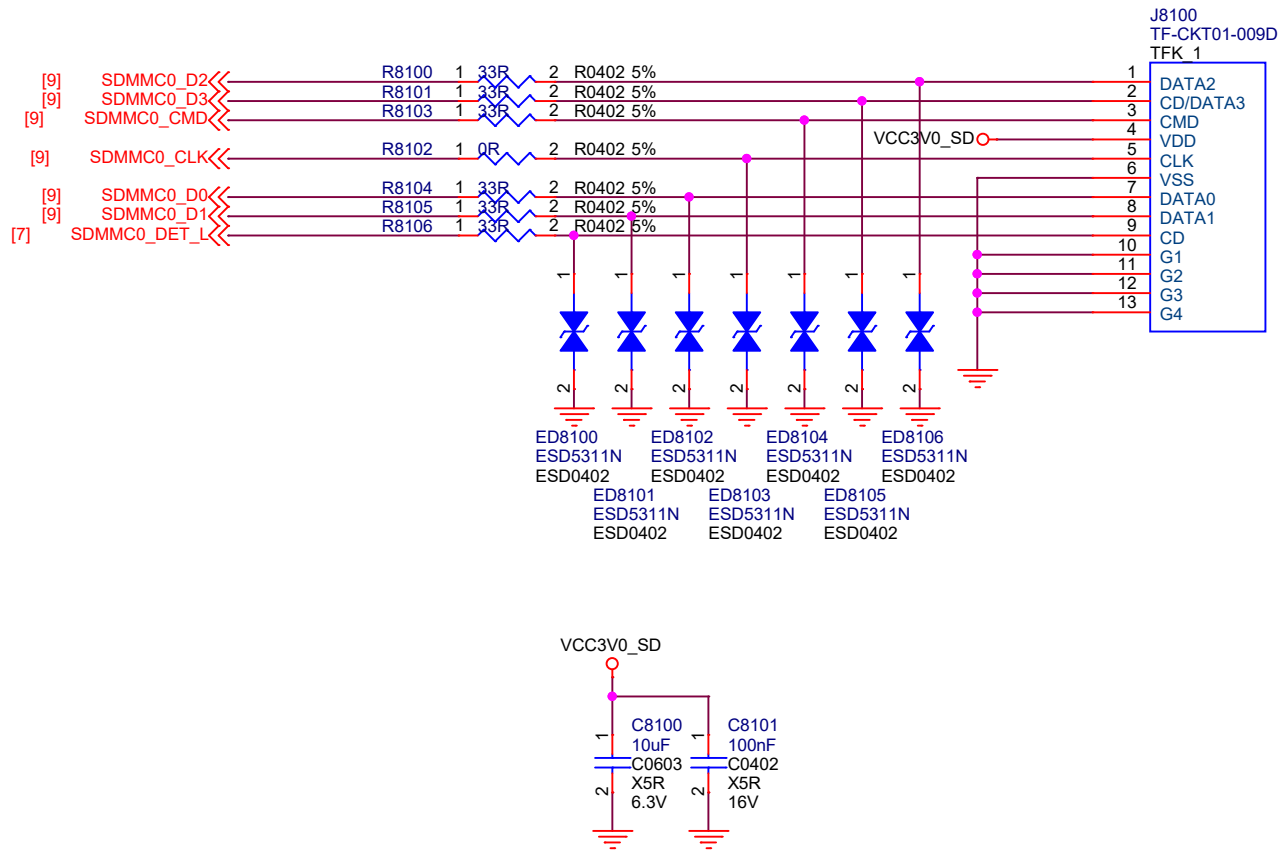 J8100
TF-CKT01-009D
TFK_1
[9] SDMMC0_D2 R8100 1 33R 2 R0402 5% 1 DATA2
[9] SDMMC0_D3 R8101 1 33R 2 R0402 5% 2 CD/DATA3
[9] SDMMC0_CMD R8103 1 33R 2 R0402 5% 3 CMD
VCC3V0_SD 4 VDD
[9] SDMMC0_CLK R8102 1 0R 2 R0402 5% 5 CLK
6 VSS
[9] SDMMC0_D0 R8104 1 33R 2 R0402 5% 7 DATA0
[9] SDMMC0_D1 R8105 1 33R 2 R0402 5% 8 DATA1
[7] SDMMC0_DET_L R8106 1 33R 2 R0402 5% 9 CD
10 G1
11 G2
12 G3
13 G4
1 1 1 1 1 1 1
2 2 2 2 2 2 2
ED8100 ED8102 ED8104 ED8106
ESD5311N ESD5311N ESD5311N ESD5311N
ESD0402 ESD0402 ESD0402 ESD0402
ED8101 ED8103 ED8105
ESD5311N ESD5311N ESD5311N
ESD0402 ESD0402 ESD0402
VCC3V0_SD
1 C8100 1 C8101
10uF 100nF
C0603 C0402
X5R X5R
2 6.3V 2 16V